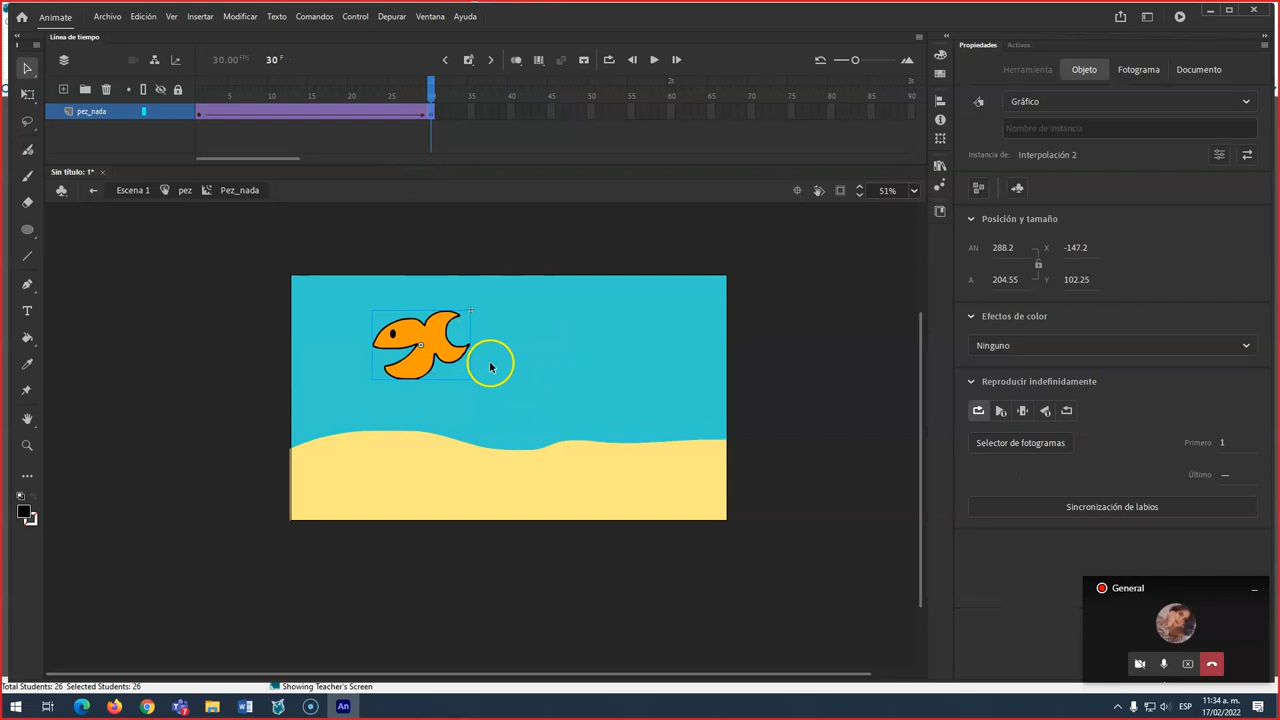 Animate
Archivo Edición Ver Insertar Modificar Texto Comandos Control Depurar Ventana Ayuda
Línea de tiempo
30.00 FPS 30 F
2s 3s
5 10 15 20 25 30 35 40 45 50 55 60 65 70 75 80 85 90
pez_nada
Sin título: 1* ×
Escena 1 pez Pez_nada 51%
Propiedades Activos
Herramienta Objeto Fotograma Documento
Gráfico
Nombre de instancia
Instancia de: Interpolación 2
Posición y tamaño
AN 288.2 X -147.2
A 204.55 Y 102.25
Efectos de color
Ninguno
Reproducir indefinidamente
Selector de fotogramas Primero 1
Último —
Sincronización de labios
General
Total Students: 26 Selected Students: 26 Showing Teacher's Screen
An ESP 11:34 a.m.
17/02/2022